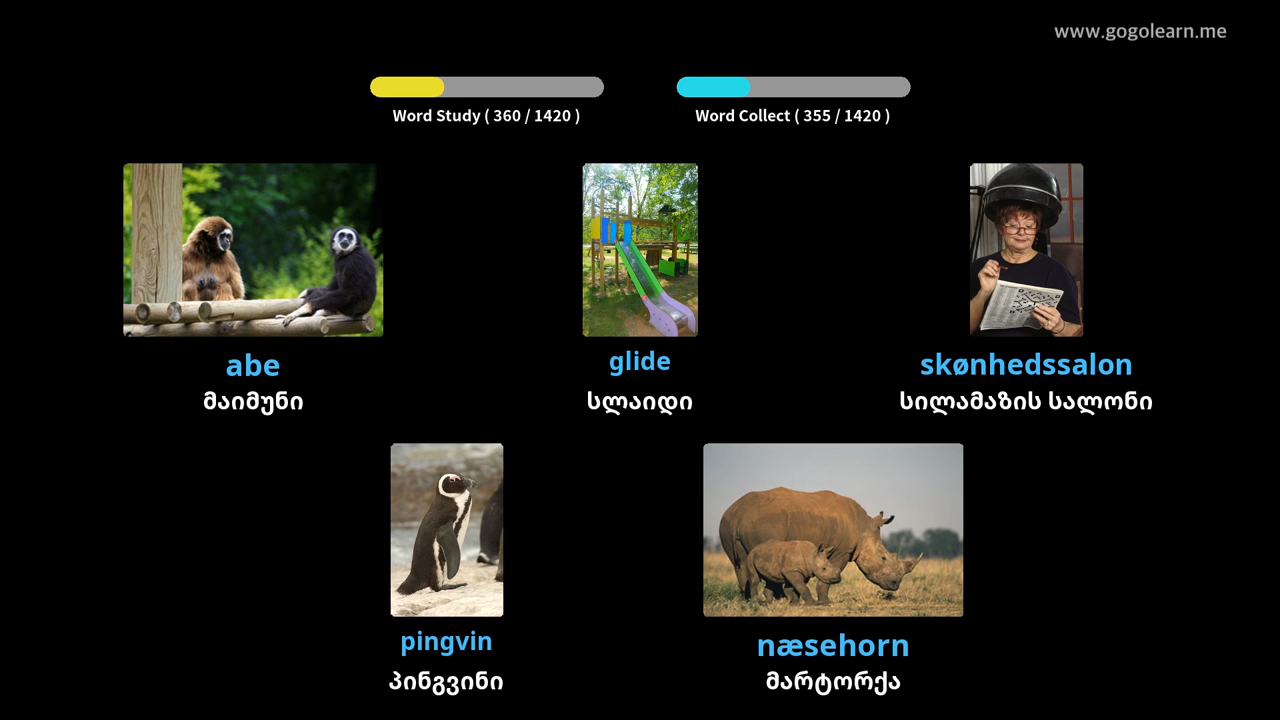 www.gogolearn.me
Word Study ( 360 / 1420 )
Word Collect ( 355 / 1420 )
abe
მაიმუნი
glide
სლაიდი
skønhedssalon
სილამაზის სალონი
pingvin
პინგვინი
næsehorn
მარტორქა